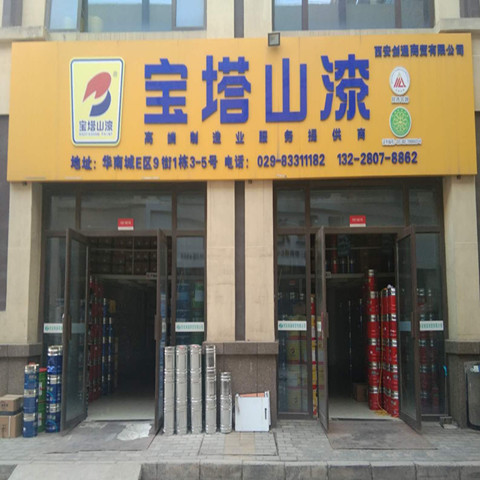 西安创滏商贸有限公司
宝塔山漆
宝塔山漆
高端制造业服务提供商
地址：华南城E区9街1栋3-5号 电话：029-83311182 132-2807-8862